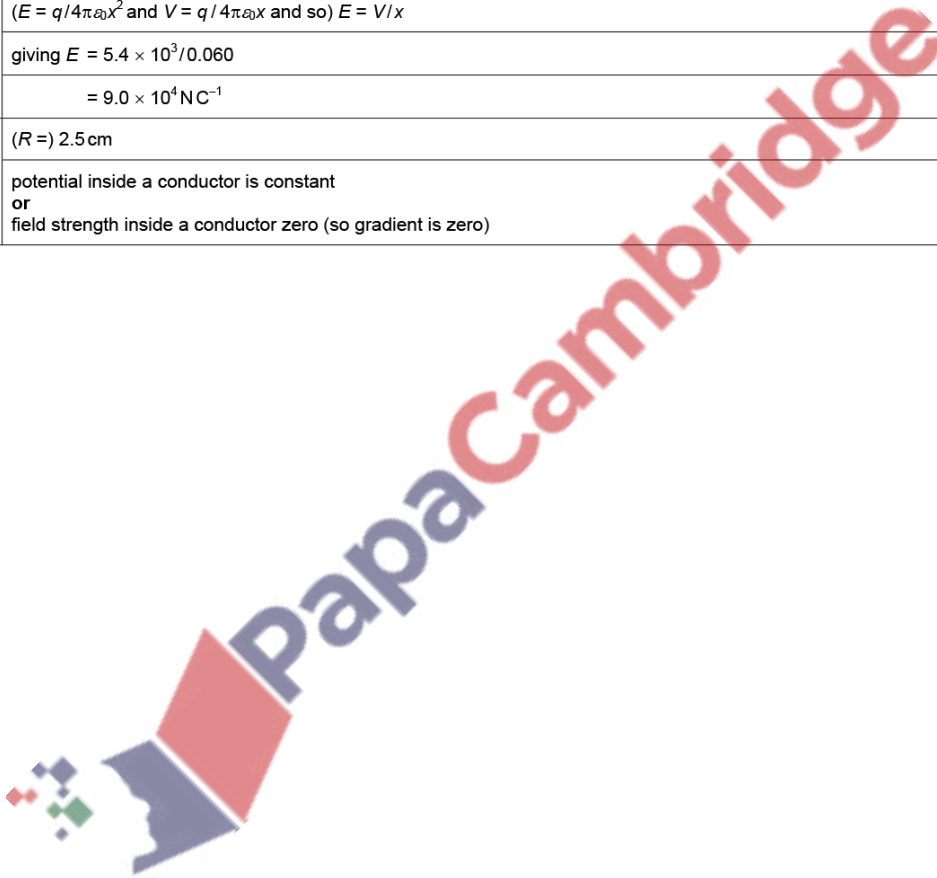 (E = q/4πε₀x² and V = q/4πε₀x and so) E = V/x
giving E = 5.4 × 10³/0.060
= 9.0 × 10⁴ N C⁻¹
(R =) 2.5 cm
potential inside a conductor is constant
or
field strength inside a conductor zero (so gradient is zero)
PapaCambridge